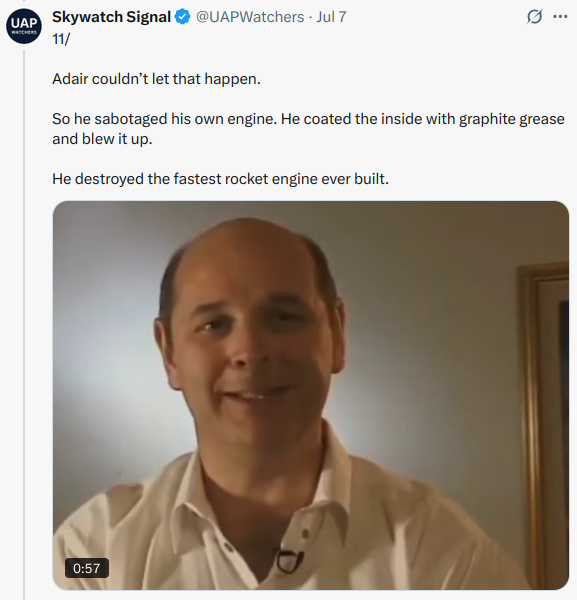 UAP
WATCHERS
Skywatch Signal @UAPWatchers · Jul 7
11/
Adair couldn’t let that happen.
So he sabotaged his own engine. He coated the inside with graphite grease
and blew it up.
He destroyed the fastest rocket engine ever built.
0:57